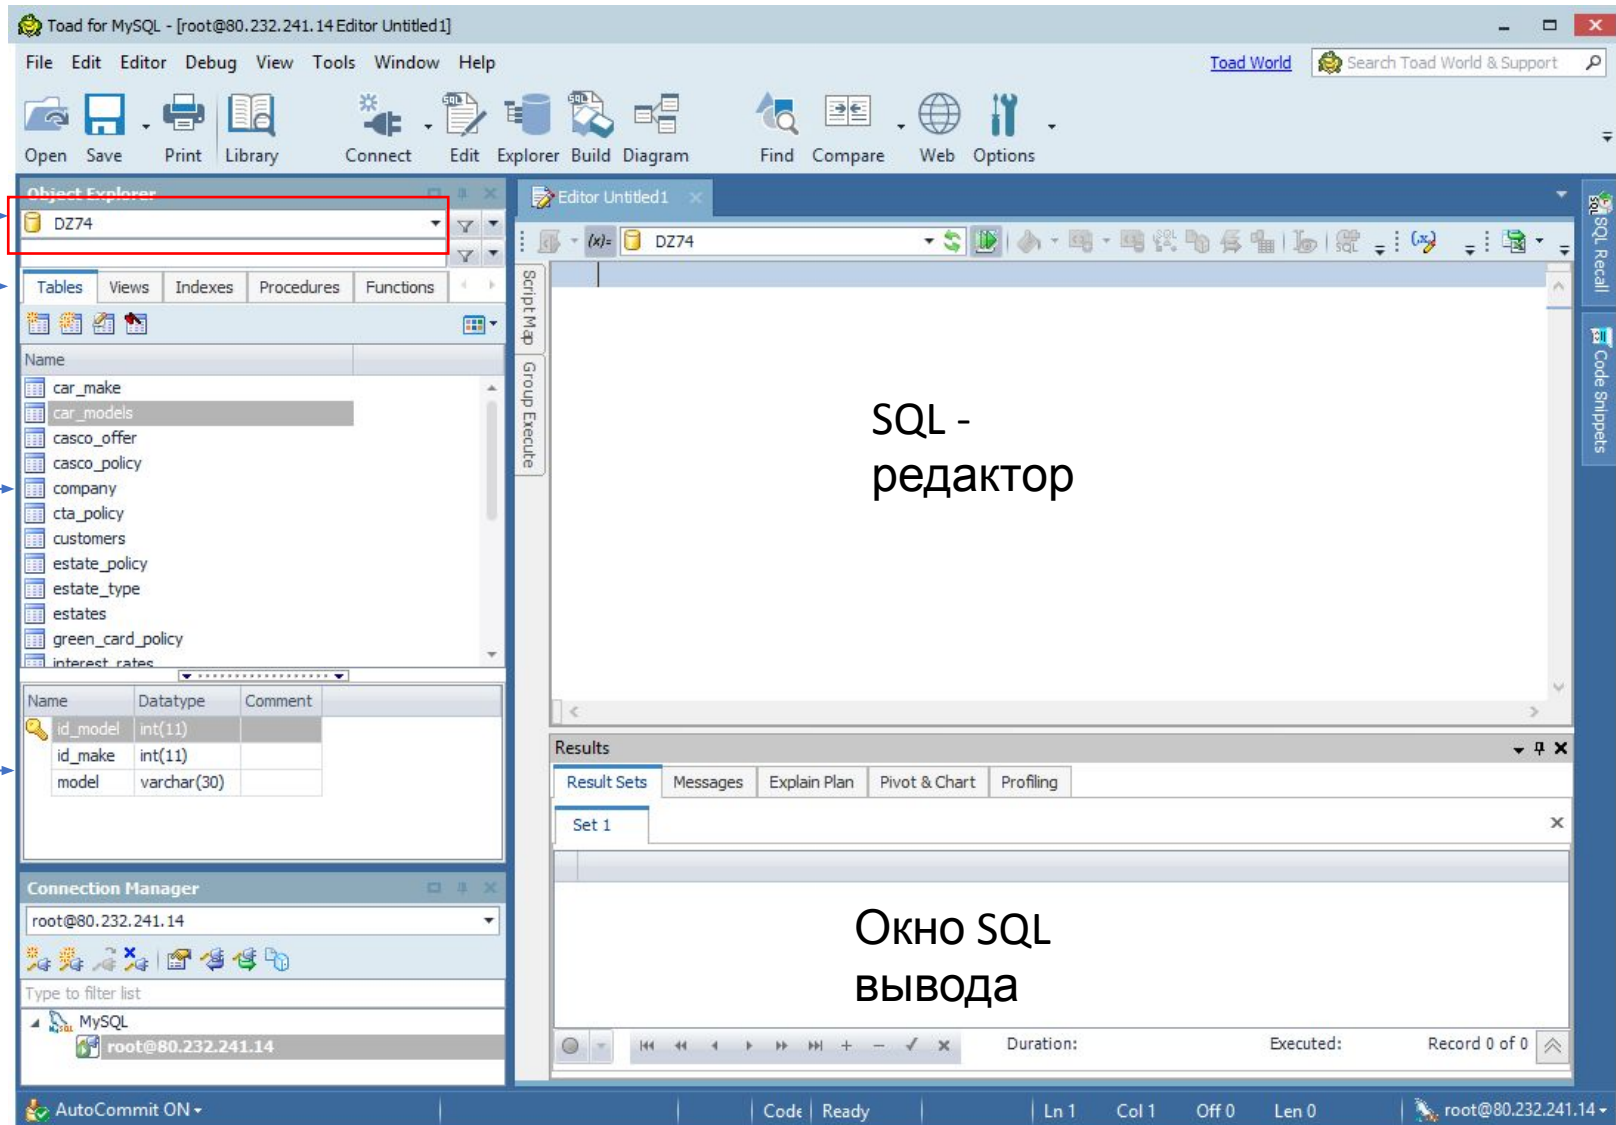 Toad for MySQL - [root@80.232.241.14 Editor Untitled1]
File Edit Editor Debug View Tools Window Help
Toad World
Search Toad World & Support
Open Save Print Library Connect Edit Explorer Build Diagram Find Compare Web Options
Object Explorer
DZ74
Tables Views Indexes Procedures Functions
Name
car_make
car_models
casco_offer
casco_policy
company
cta_policy
customers
estate_policy
estate_type
estates
green_card_policy
interest_rates
Name Datatype Comment
id_model int(11)
id_make int(11)
model varchar(30)
Connection Manager
root@80.232.241.14
Type to filter list
MySQL
root@80.232.241.14
Editor Untitled1
(x)= DZ74
Script Map
Group Execute
SQL -
редактор
Results
Result Sets Messages Explain Plan Pivot & Chart Profiling
Set 1
Окно SQL
вывода
Duration: Executed: Record 0 of 0
SQL Recall
Code Snippets
AutoCommit ON Code Ready Ln 1 Col 1 Off 0 Len 0 root@80.232.241.14